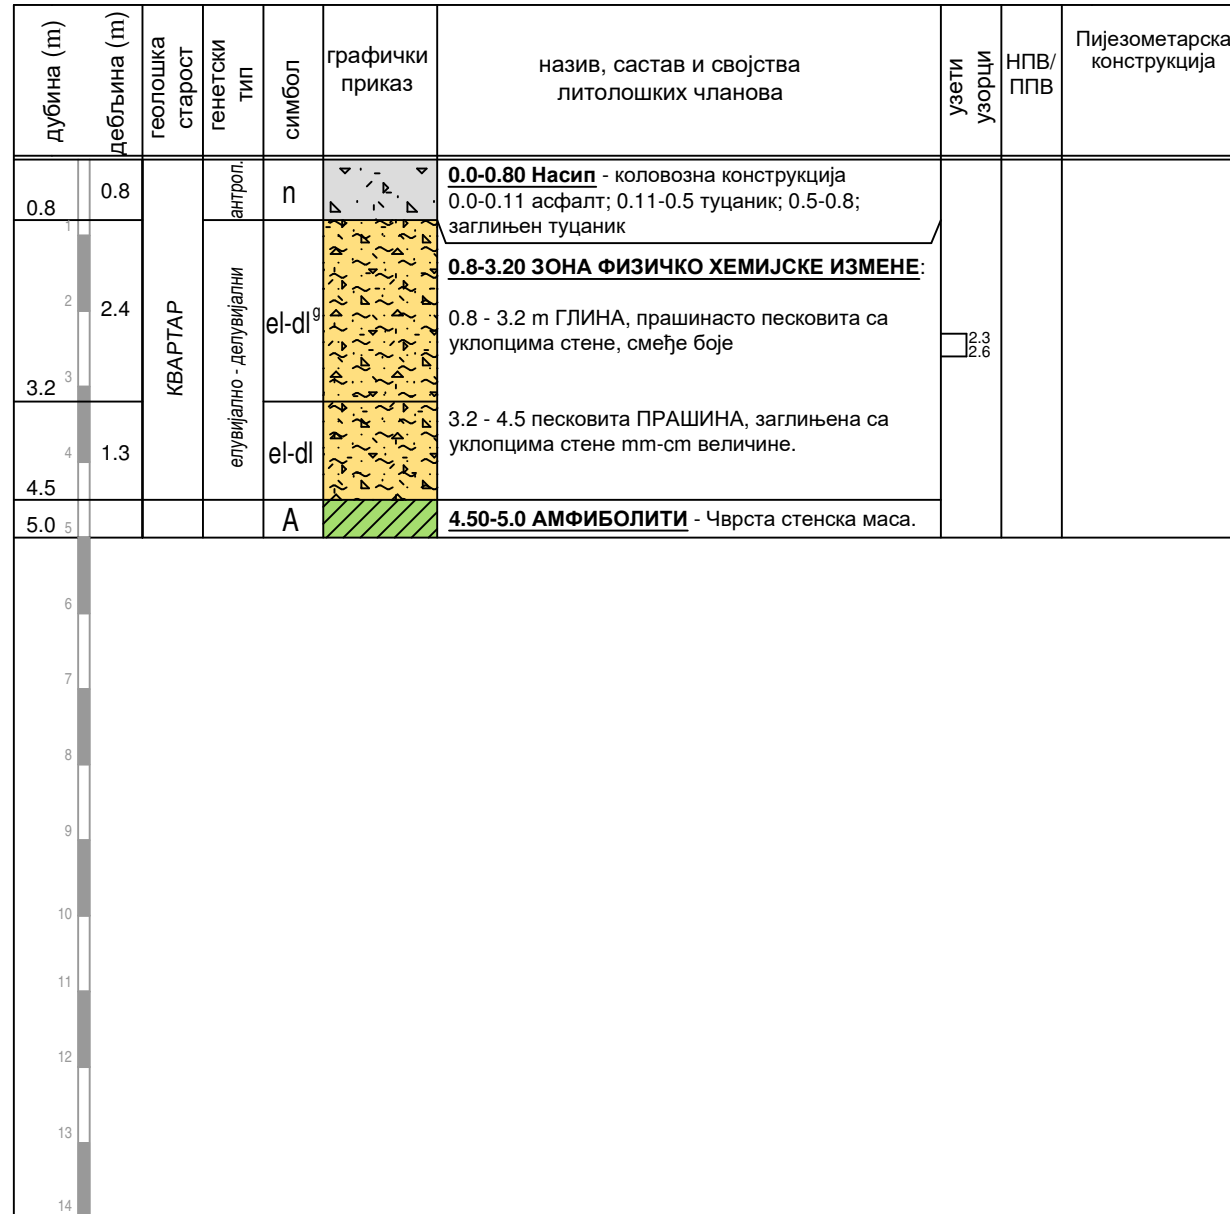 дубина (m)
дебљина (m)
геолошка
старост
генетски
тип
симбол
графички
приказ
назив, састав и својства
литолошких чланова
узети
узорци
НПВ/
ППВ
Пијезометарска
конструкција
0.8
0.8
КВАРТАР
антроп.
n
0.0-0.80 Насип - коловозна конструкција
0.0-0.11 асфалт; 0.11-0.5 туцаник; 0.5-0.8;
заглињен туцаник
1
2
3
3.2
2.4
елувијално - делувијални
el-dl g
0.8-3.20 ЗОНА ФИЗИЧКО ХЕМИЈСКЕ ИЗМЕНЕ:
0.8 - 3.2 m ГЛИНА, прашинасто песковита са
уклопцима стене, смеђе боје
2.3
2.6
4
4.5
1.3
el-dl
3.2 - 4.5 песковита ПРАШИНА, заглињена са
уклопцима стене mm-cm величине.
5.0
5
A
4.50-5.0 АМФИБОЛИТИ - Чврста стенска маса.
6
7
8
9
10
11
12
13
14